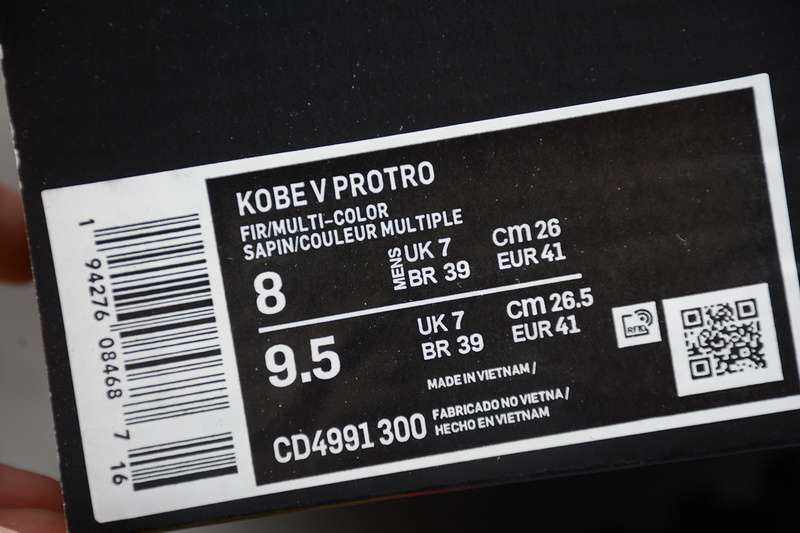 KOBE V PROTRO
FIR/MULTI-COLOR
SAPIN/COULEUR MULTIPLE
8 MENS UK 7 cm 26
BR 39 EUR 41
9.5 UK 7 cm 26.5
BR 39 EUR 41
MADE IN VIETNAM /
CD4991 300 FABRICADO NO VIETNA /
HECHO EN VIETNAM
RFID
1 94276 08468 7 16